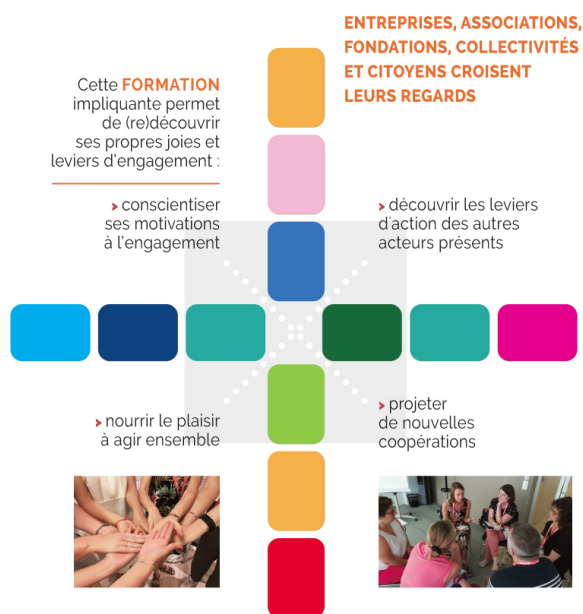 ENTREPRISES, ASSOCIATIONS,
FONDATIONS, COLLECTIVITÉS
ET CITOYENS CROISENT
LEURS REGARDS
Cette FORMATION
impliquante permet
de (re)découvrir
ses propres joies et
leviers d'engagement :
> conscientiser
ses motivations
à l'engagement
> découvrir les leviers
d'action des autres
acteurs présents
> nourrir le plaisir
à agir ensemble
> projeter
de nouvelles
coopérations